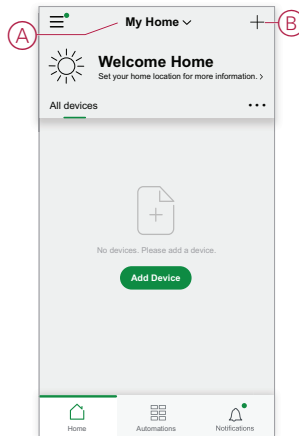 A
My Home
B
Welcome Home
Set your home location for more information. >
All devices
No devices. Please add a device.
Add Device
Home
Automations
Notifications